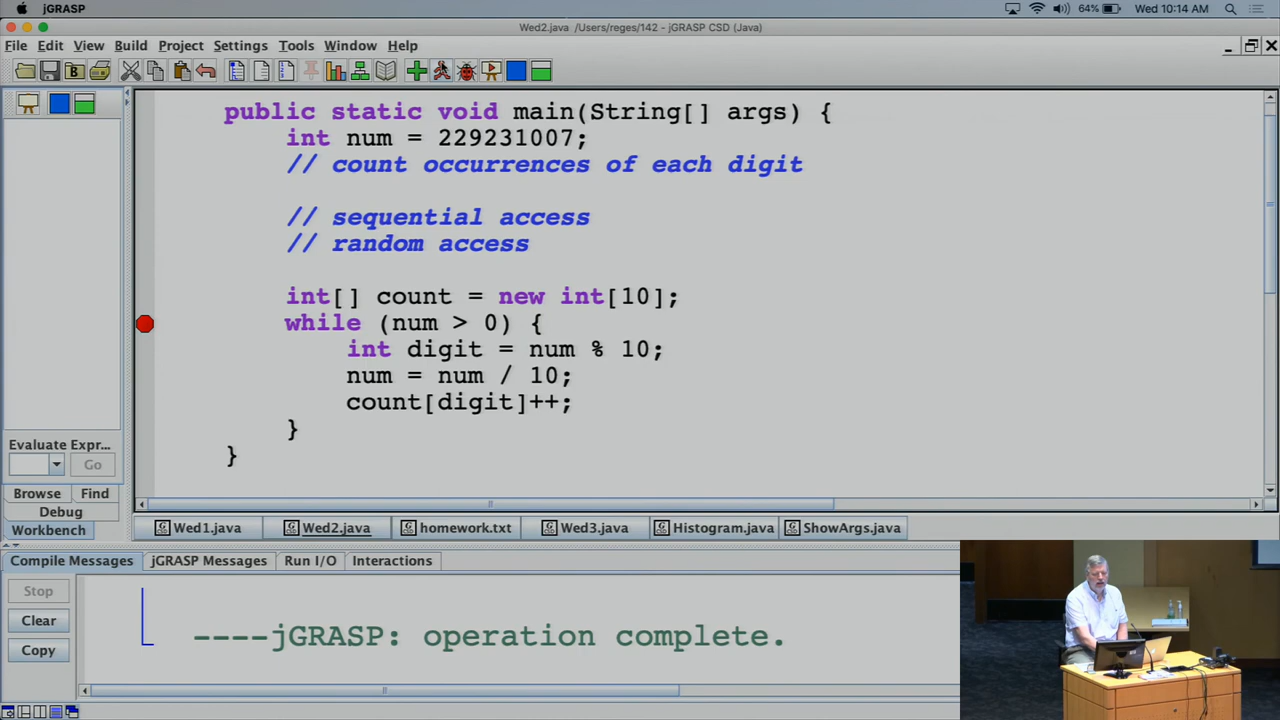 jGRASP
64%
Wed 10:14 AM
Wed2.java /Users/reges/142 - jGRASP CSD (Java)
File Edit View Build Project Settings Tools Window Help
public static void main(String[] args) {
int num = 229231007;
// count occurrences of each digit
// sequential access
// random access
int[] count = new int[10];
while (num > 0) {
int digit = num % 10;
num = num / 10;
count[digit]++;
}
}
Evaluate Expr...
Go
Browse Find
Debug
Workbench
Wed1.java Wed2.java homework.txt Wed3.java Histogram.java ShowArgs.java
Compile Messages jGRASP Messages Run I/O Interactions
Stop
Clear
Copy
----jGRASP: operation complete.